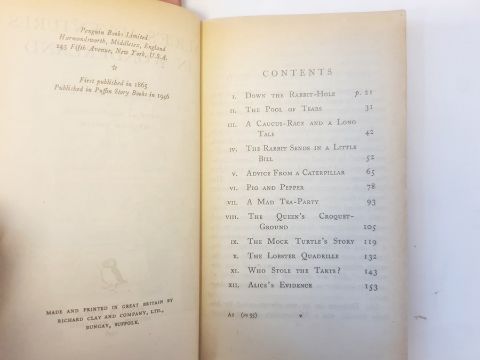 Penguin Books Limited,
Harmondsworth, Middlesex, England
245 Fifth Avenue, New York, U.S.A.
First published in 1865
Published in Puffin Story Books in 1946
MADE AND PRINTED IN GREAT BRITAIN BY
RICHARD CLAY AND COMPANY, LTD.,
BUNGAY, SUFFOLK.
CONTENTS
I. DOWN THE RABBIT-HOLE p. 21
II. THE POOL OF TEARS 31
III. A CAUCUS-RACE AND A LONG
TALE 42
IV. THE RABBIT SENDS IN A LITTLE
BILL 52
V. ADVICE FROM A CATERPILLAR 65
VI. PIG AND PEPPER 78
VII. A MAD TEA-PARTY 93
VIII. THE QUEEN'S CROQUET-
GROUND 105
IX. THE MOCK TURTLE'S STORY 119
X. THE LOBSTER QUADRILLE 132
XI. WHO STOLE THE TARTS? 143
XII. ALICE'S EVIDENCE 153
v